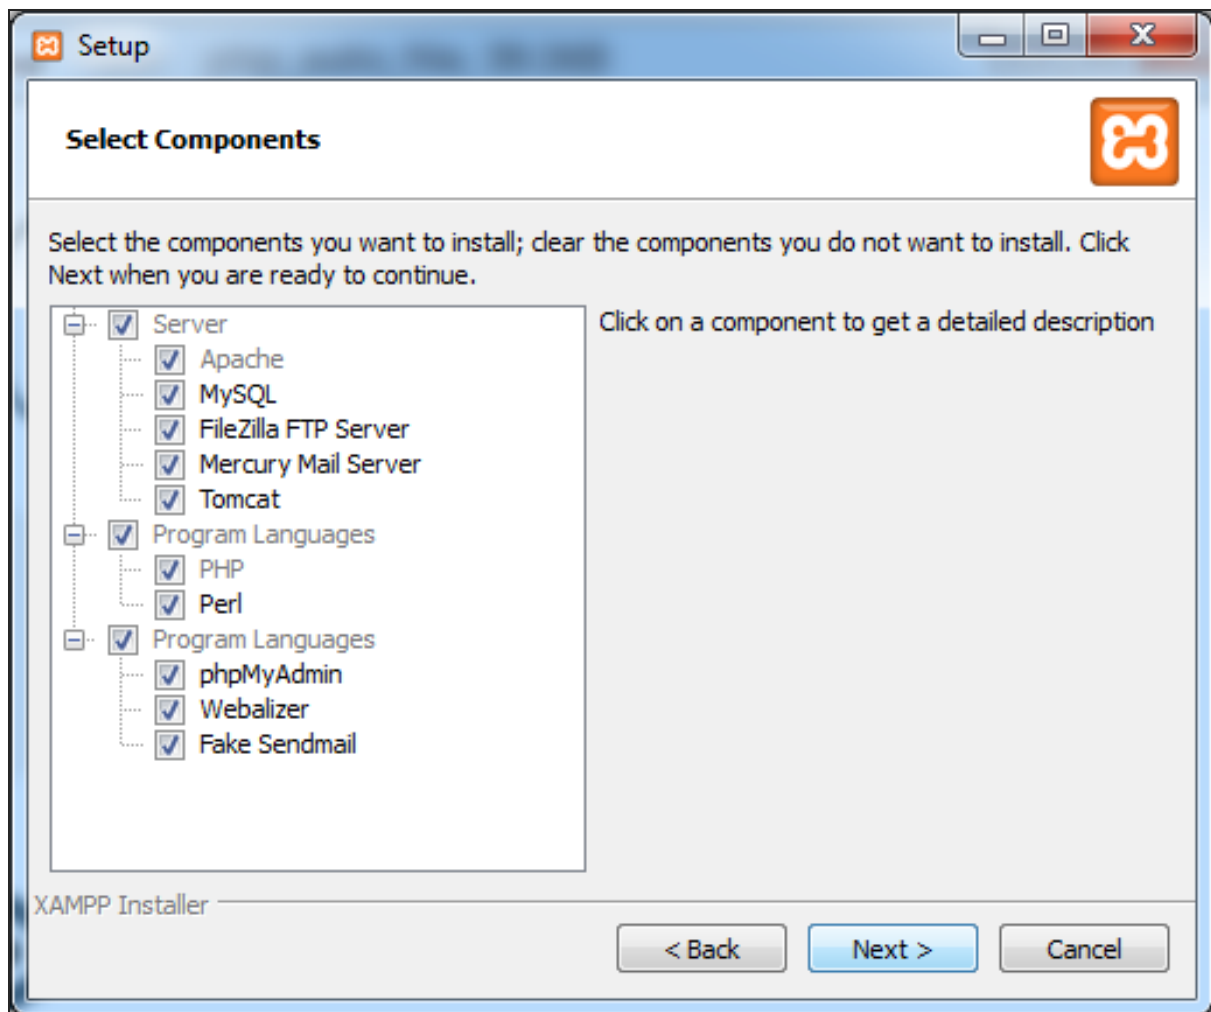 Setup
Select Components
Select the components you want to install; clear the components you do not want to install. Click
Next when you are ready to continue.
Server
Apache
MySQL
FileZilla FTP Server
Mercury Mail Server
Tomcat
Program Languages
PHP
Perl
Program Languages
phpMyAdmin
Webalizer
Fake Sendmail
Click on a component to get a detailed description
XAMPP Installer
< Back
Next >
Cancel